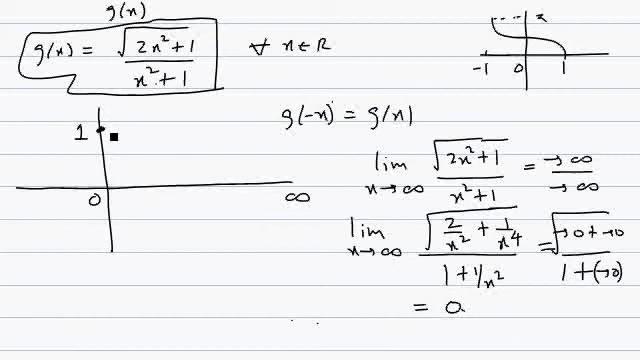 g(x)
g(x) = √(2x²+1) / (x²+1) ∀ x∈R
π
-1 0 1
1
0 ∞
g(-x) = g(x)
lim x→∞ √(2x²+1) / (x²+1) = →∞ / →∞
lim x→∞ √(2/x² + 1/x⁴) / (1+1/x²) = √(→0+→0) / (1+(→0))
= 0